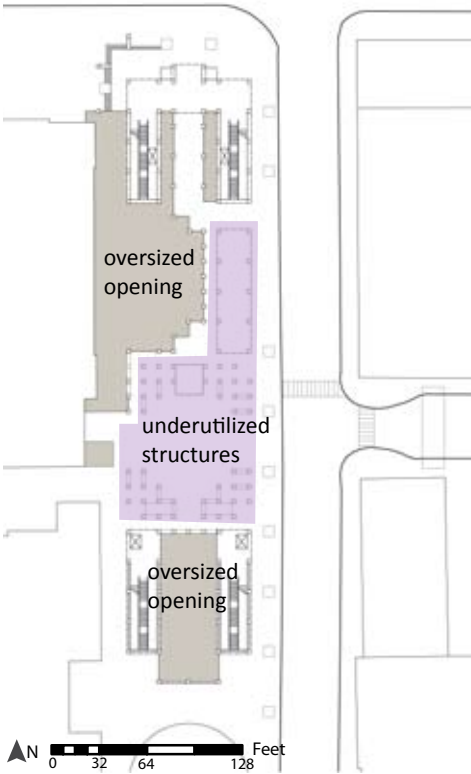 oversized
opening
underutilized
structures
oversized
opening
N
Feet
0 32 64 128